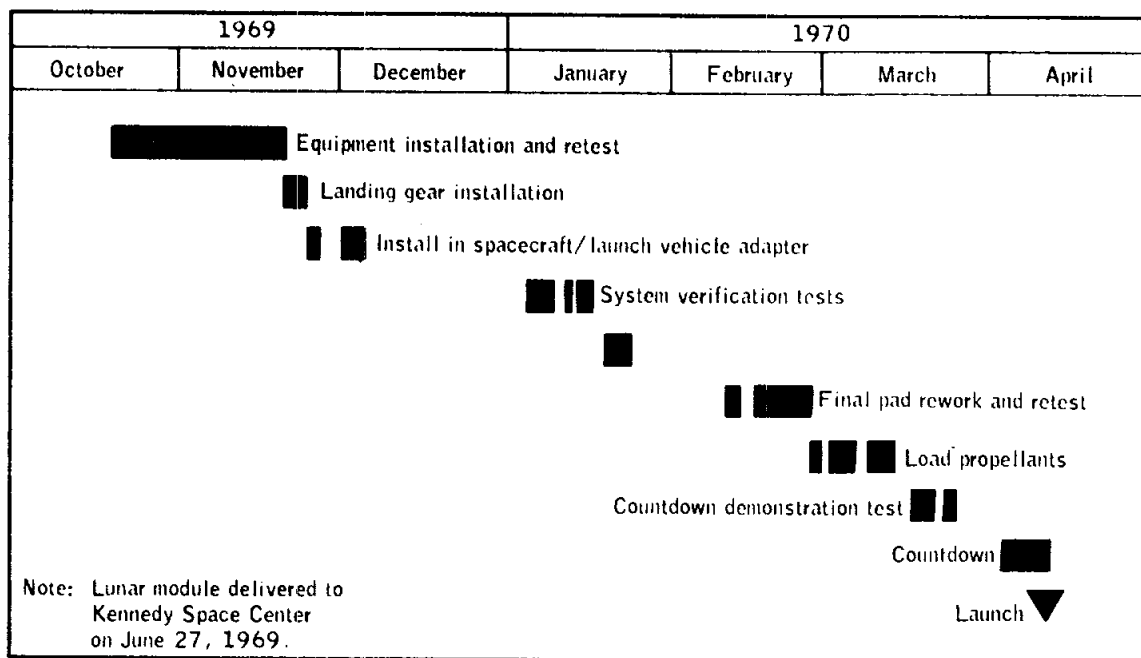 1969 1970
October November December January February March April
Equipment installation and retest
Landing gear installation
Install in spacecraft/launch vehicle adapter
System verification tests
Final pad rework and retest
Load propellants
Countdown demonstration test
Countdown
Note: Lunar module delivered to
Kennedy Space Center
on June 27, 1969.
Launch